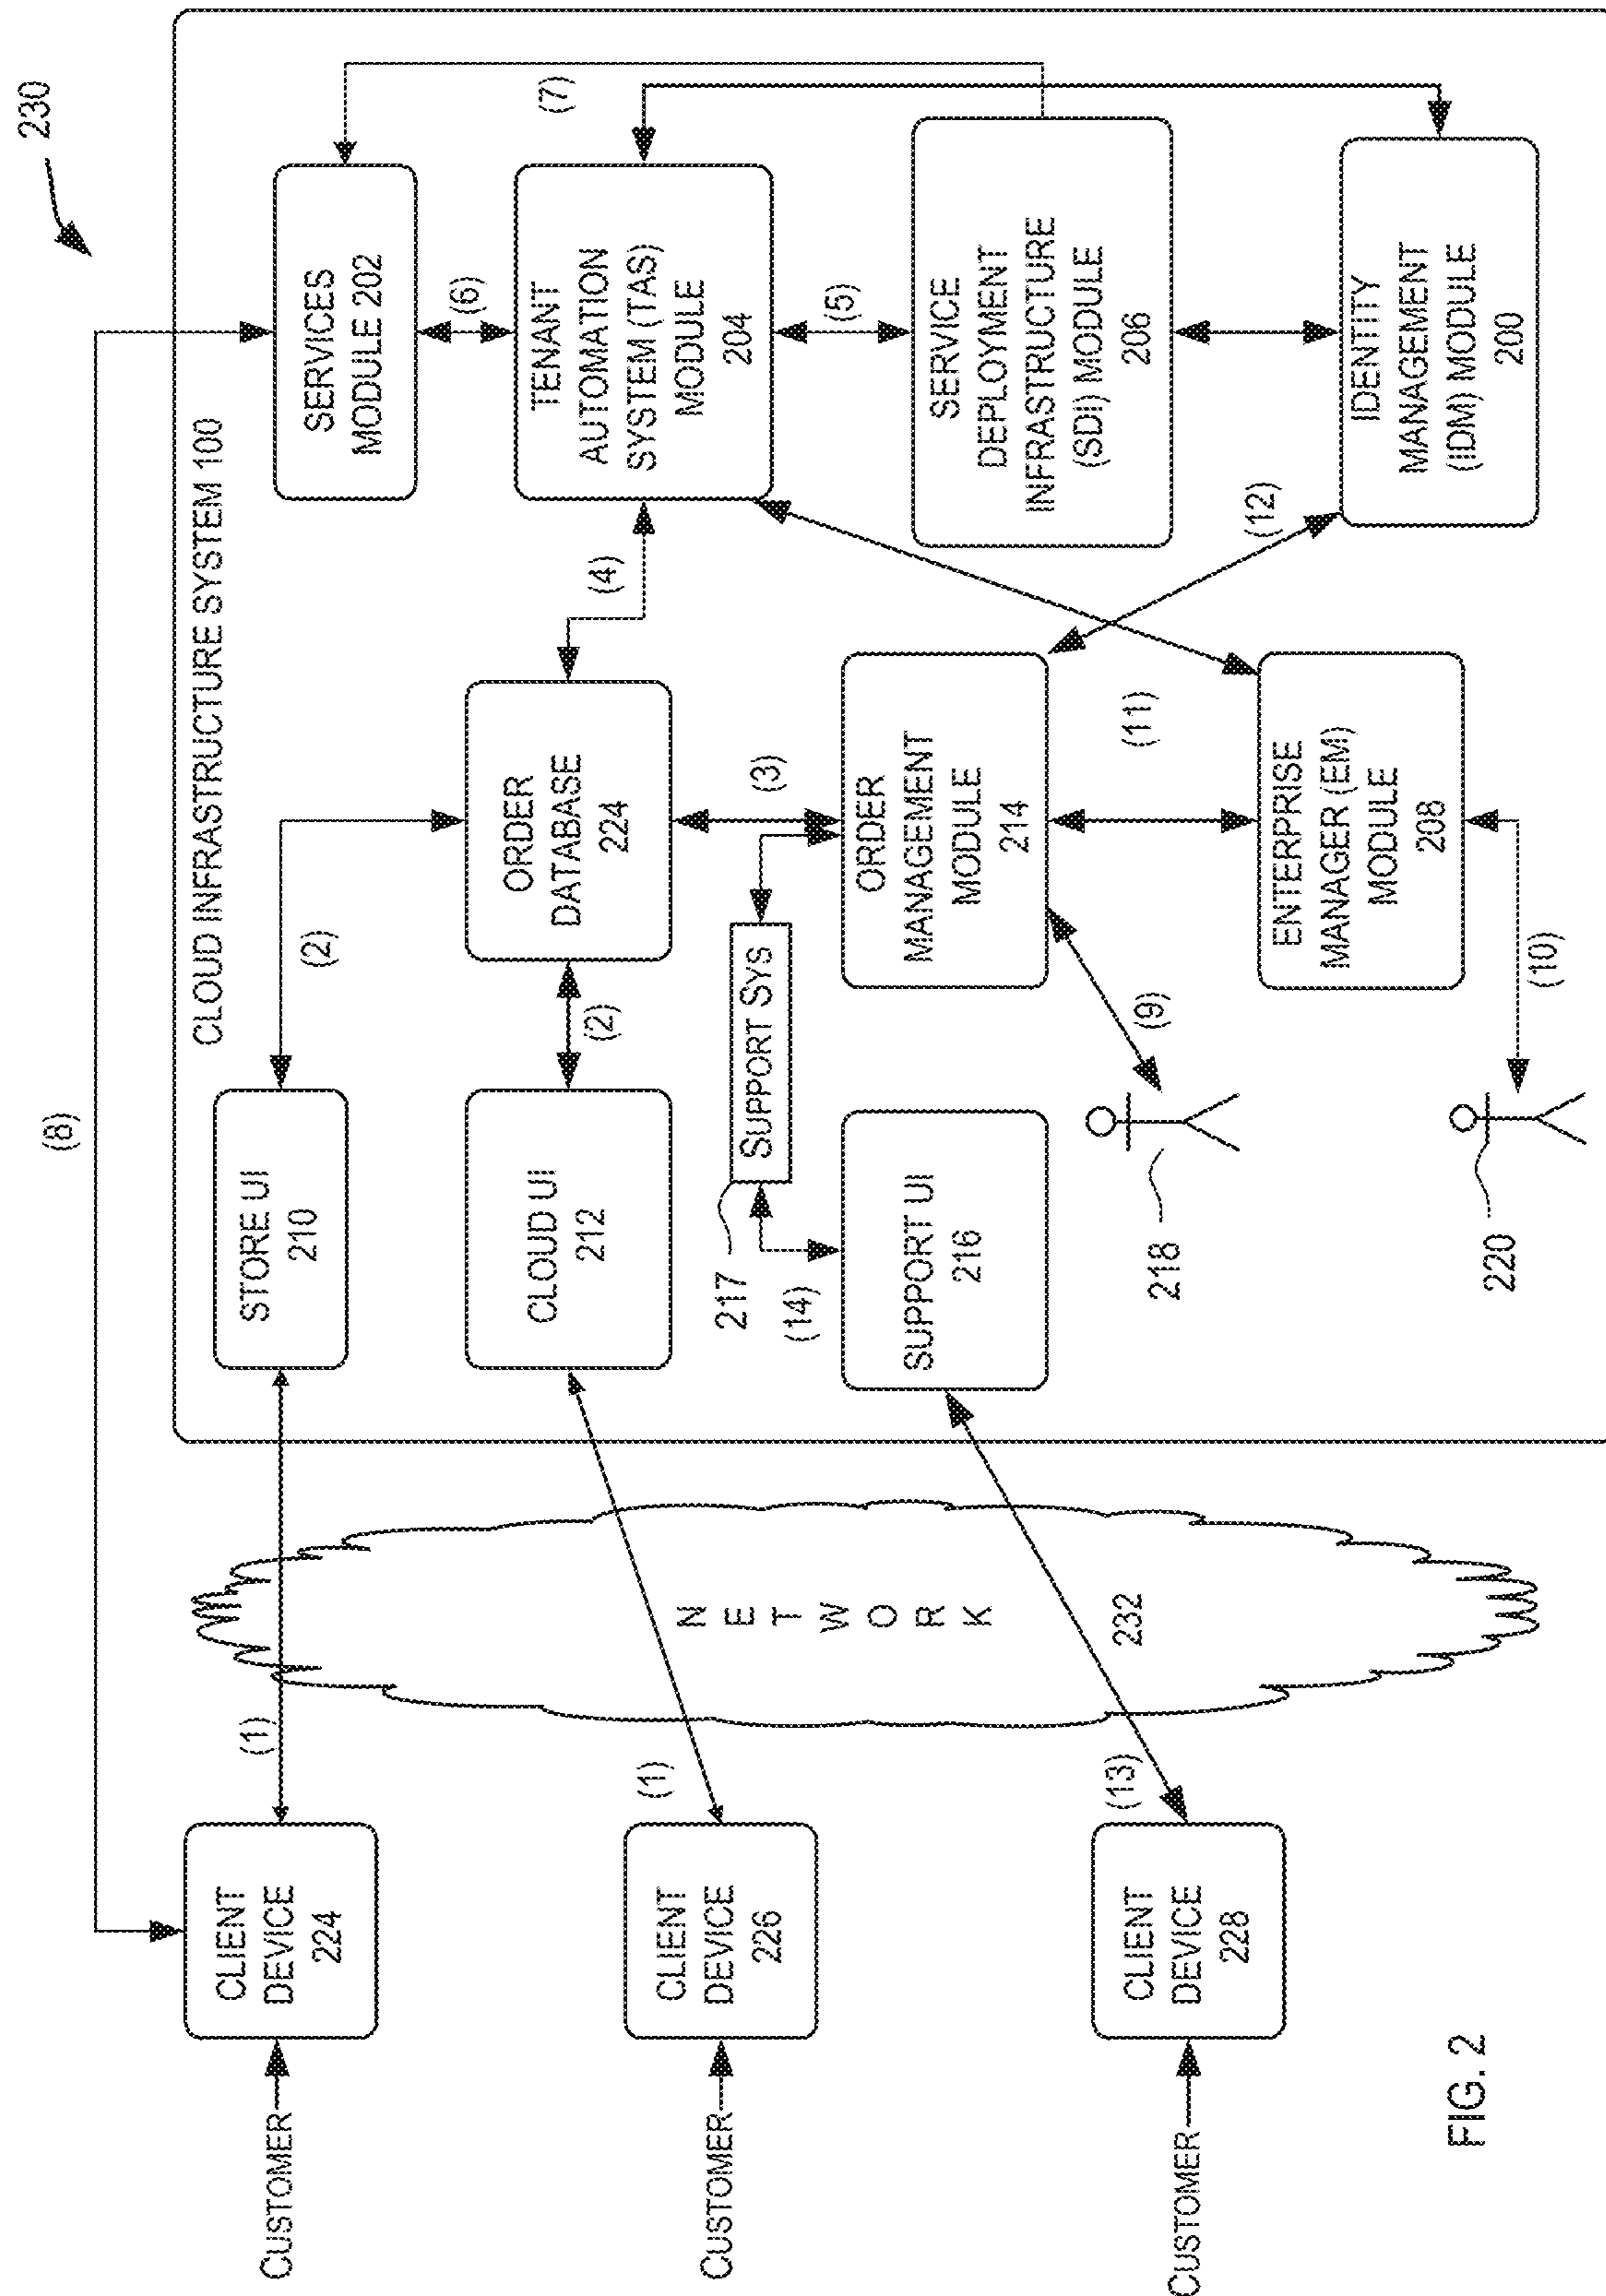 230
(8)
CLOUD INFRASTRUCTURE SYSTEM 100
CUSTOMER
CLIENT
DEVICE
224
(1)
STORE UI
210
(2)
SERVICES
MODULE 202
(7)
(6)
CUSTOMER
CLIENT
DEVICE
226
(1)
CLOUD UI
212
(2)
ORDER
DATABASE
224
(4)
TENANT
AUTOMATION
SYSTEM (TAS)
MODULE
204
NETWORK
232
217
SUPPORT SYS
(14)
(3)
(5)
CUSTOMER
CLIENT
DEVICE
228
(13)
SUPPORT UI
216
ORDER
MANAGEMENT
MODULE
214
SERVICE
DEPLOYMENT
INFRASTRUCTURE
(SDI) MODULE
206
218
(9)
(11)
(12)
220
(10)
ENTERPRISE
MANAGER (EM)
MODULE
208
IDENTITY
MANAGEMENT
(IDM) MODULE
200
FIG. 2